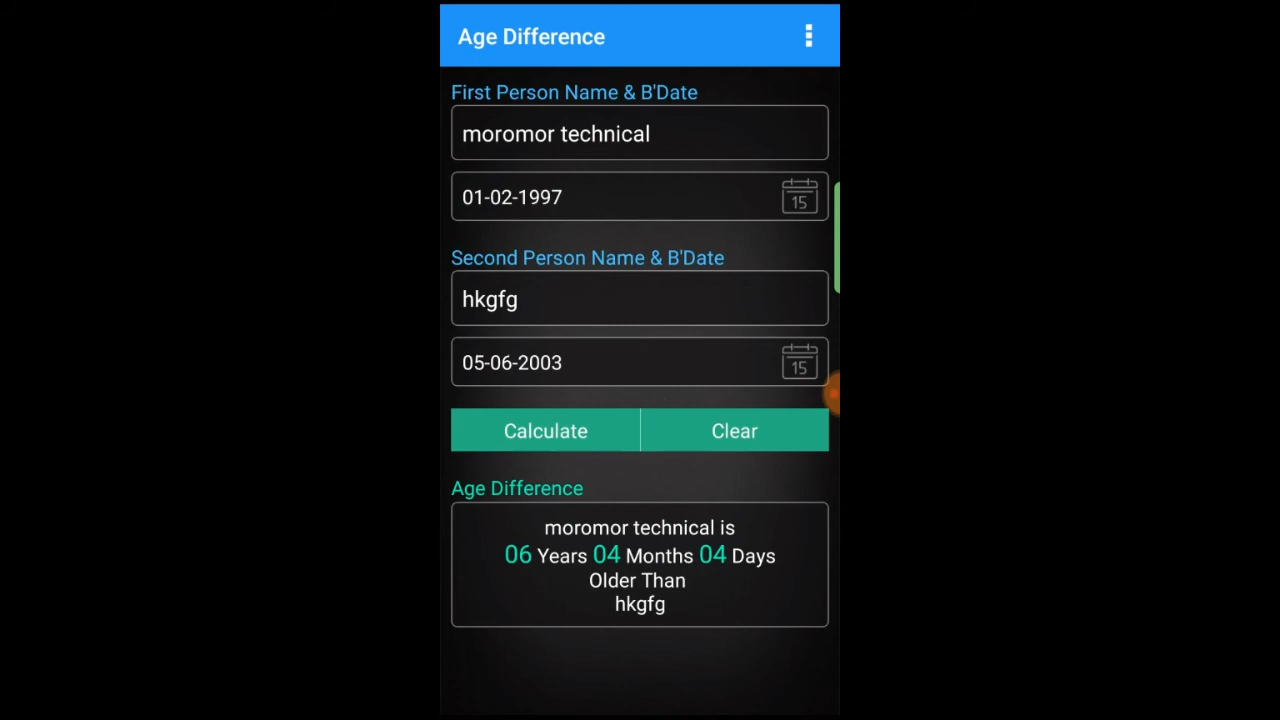 Age Difference
First Person Name & B'Date
moromor technical
01-02-1997
15
Second Person Name & B'Date
hkgfg
05-06-2003
15
Calculate Clear
Age Difference
moromor technical is
06 Years 04 Months 04 Days
Older Than
hkgfg